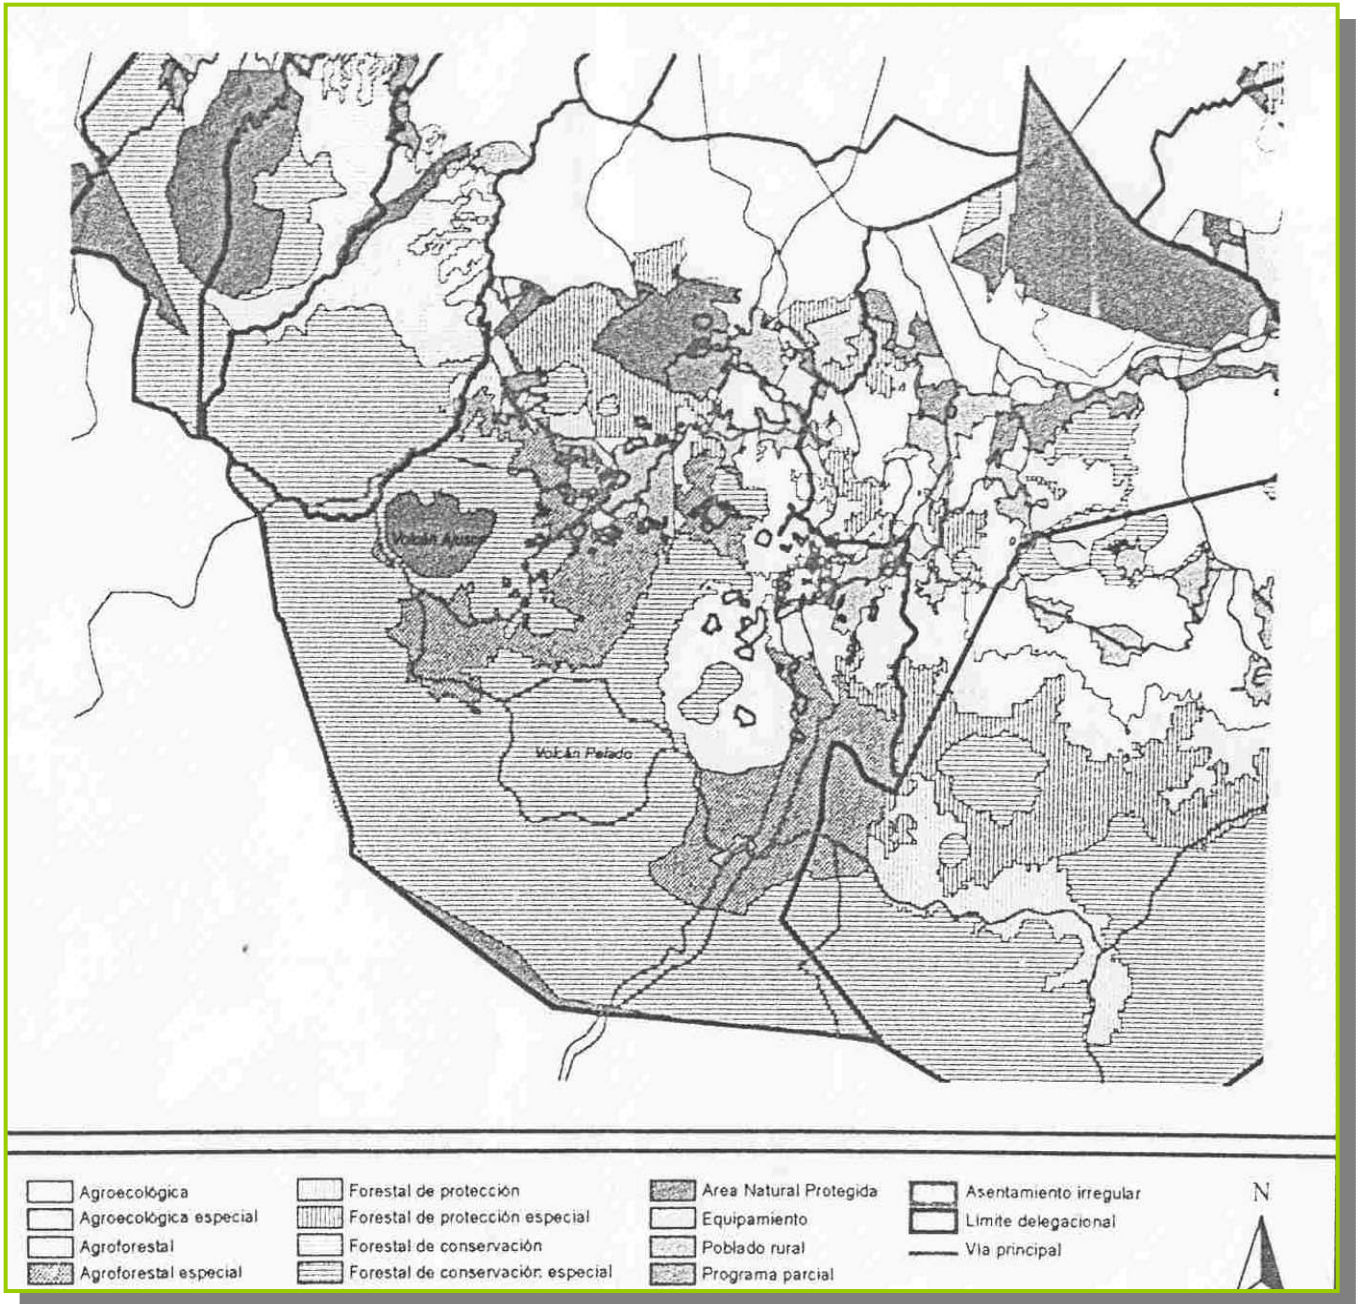 Volcán Ajusco
Volcán Pelado
Agroecológica
Agroecológica especial
Agroforestal
Agroforestal especial
Forestal de protección
Forestal de protección especial
Forestal de conservación
Forestal de conservación especial
Area Natural Protegida
Equipamiento
Poblado rural
Programa parcial
Asentamiento irregular
Límite delegacional
Vía principal
N